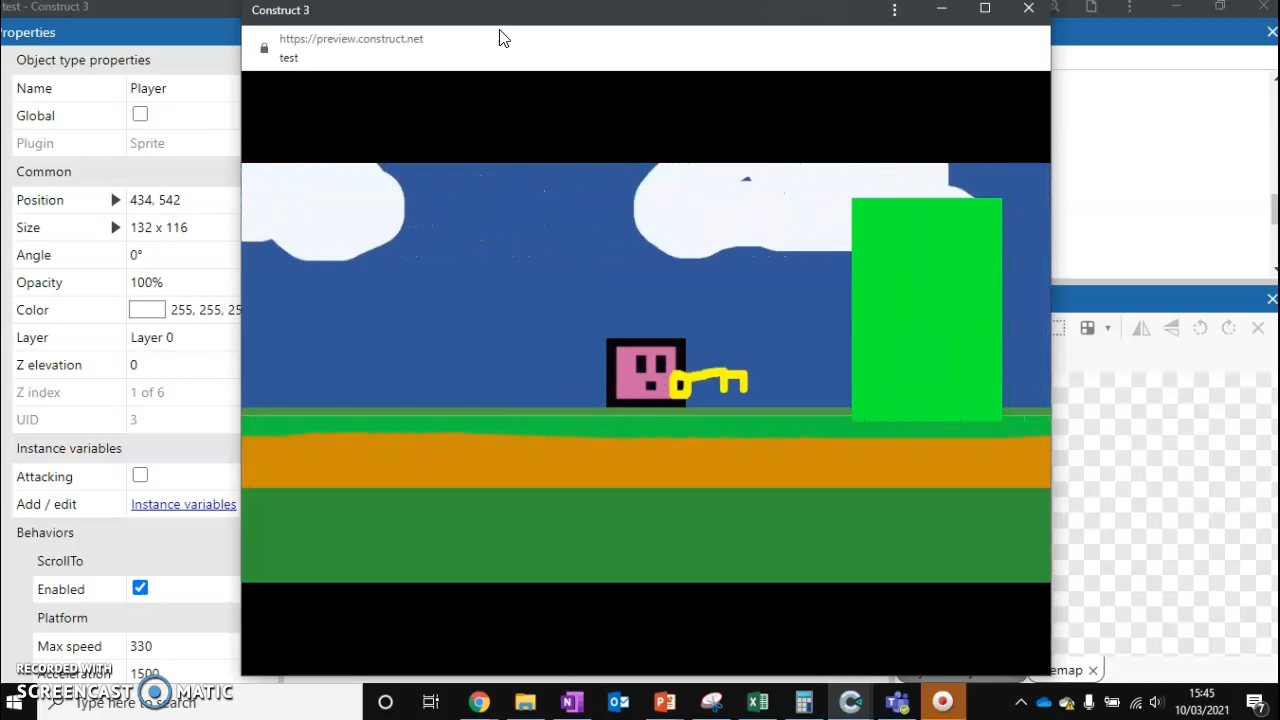 test - Construct 3
Construct 3
https://preview.construct.net
test
Properties
Object type properties
Name Player
Global
Plugin Sprite
Common
Position 434, 542
Size 132 x 116
Angle 0°
Opacity 100%
Color 255, 255, 25
Layer Layer 0
Z elevation 0
Z index 1 of 6
UID 3
Instance variables
Attacking
Add / edit Instance variables
Behaviors
ScrollTo
Enabled
Platform
Max speed 330
Acceleration 1500
emap
RECORDED WITH
SCREENCAST MATIC
Type here to search
15:45
10/03/2021